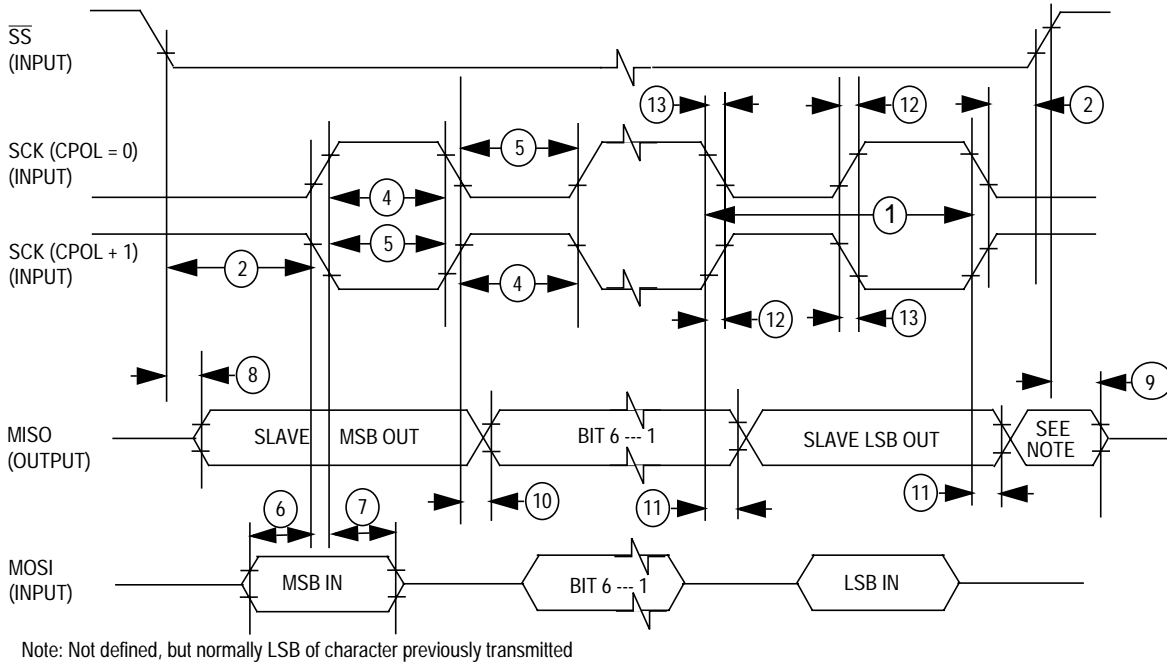 SS
(INPUT)
13
12
2
SCK (CPOL = 0)
(INPUT)
5
4
1
SCK (CPOL + 1)
(INPUT)
5
2
4
12
13
8
9
MISO
(OUTPUT)
SLAVE MSB OUT
BIT 6 --- 1
SLAVE LSB OUT
SEE
NOTE
6
7
10
11
11
MOSI
(INPUT)
MSB IN
BIT 6 --- 1
LSB IN
Note: Not defined, but normally LSB of character previously transmitted